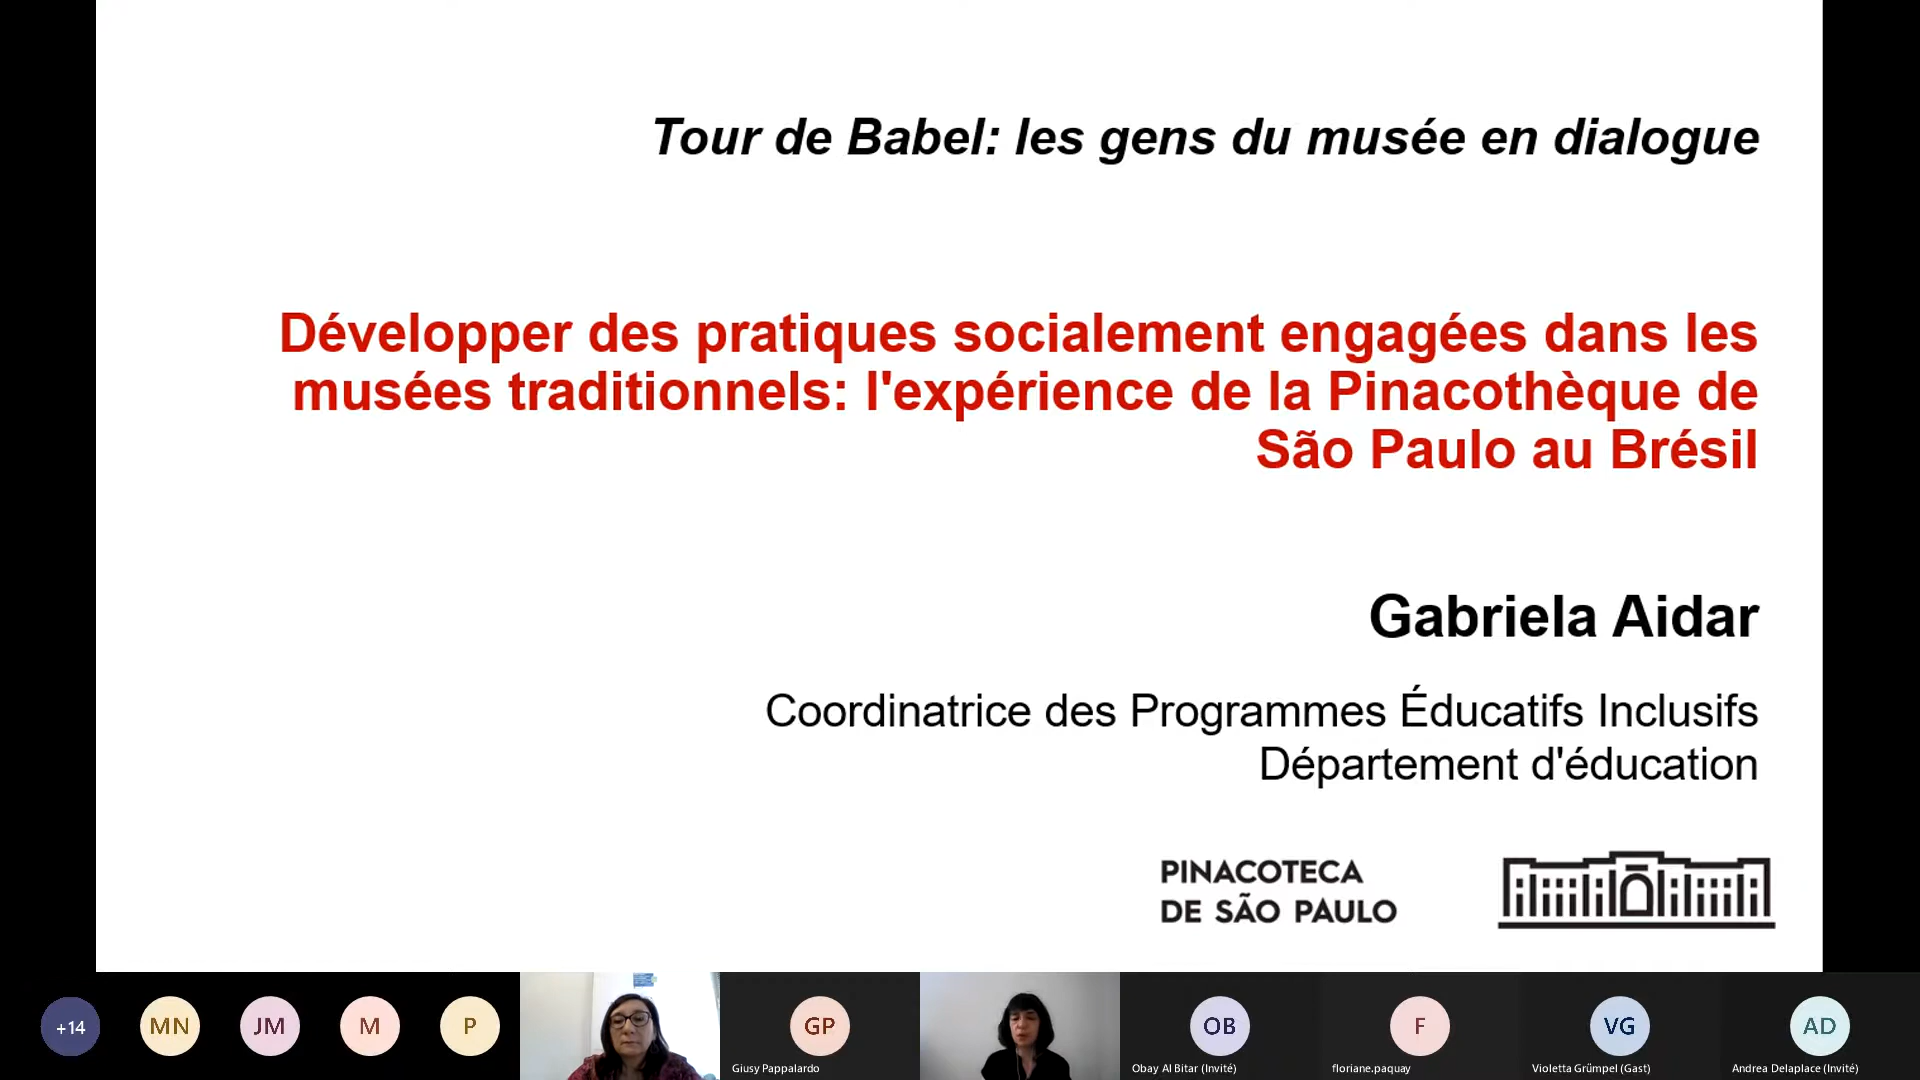 Tour de Babel: les gens du musée en dialogue
Développer des pratiques socialement engagées dans les
musées traditionnels: l'expérience de la Pinacothèque de
São Paulo au Brésil
Gabriela Aidar
Coordinatrice des Programmes Éducatifs Inclusifs
Département d'éducation
PINACOTECA
DE SÃO PAULO
+14
MN
JM
M
P
GP
Giusy Pappalardo
OB
Obay Al Bitar (Invité)
F
floriane.paquay
VG
Violetta Grümpel (Gast)
AD
Andrea Delaplace (Invité)